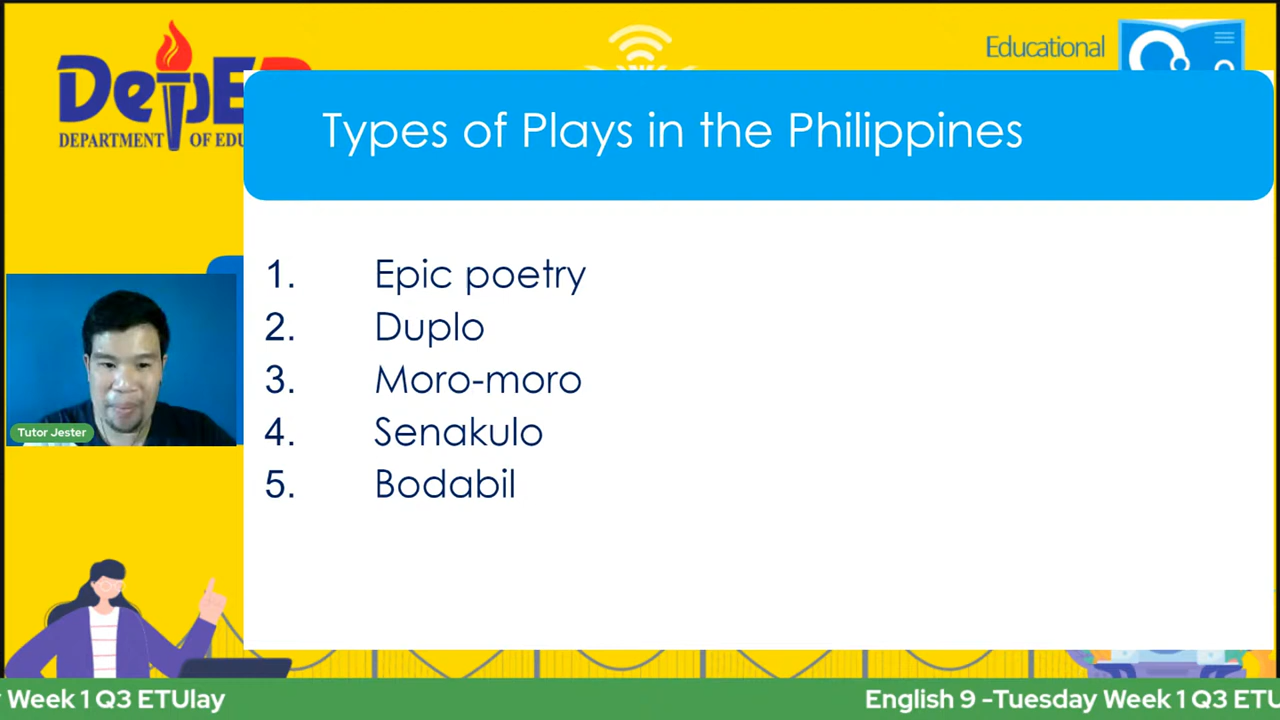 DepE
DEPARTMENT OF EDU
Educational
Types of Plays in the Philippines
1. Epic poetry
2. Duplo
3. Moro-moro
4. Senakulo
5. Bodabil
Tutor Jester
Week 1 Q3 ETUlay
English 9 -Tuesday Week 1 Q3 ETU